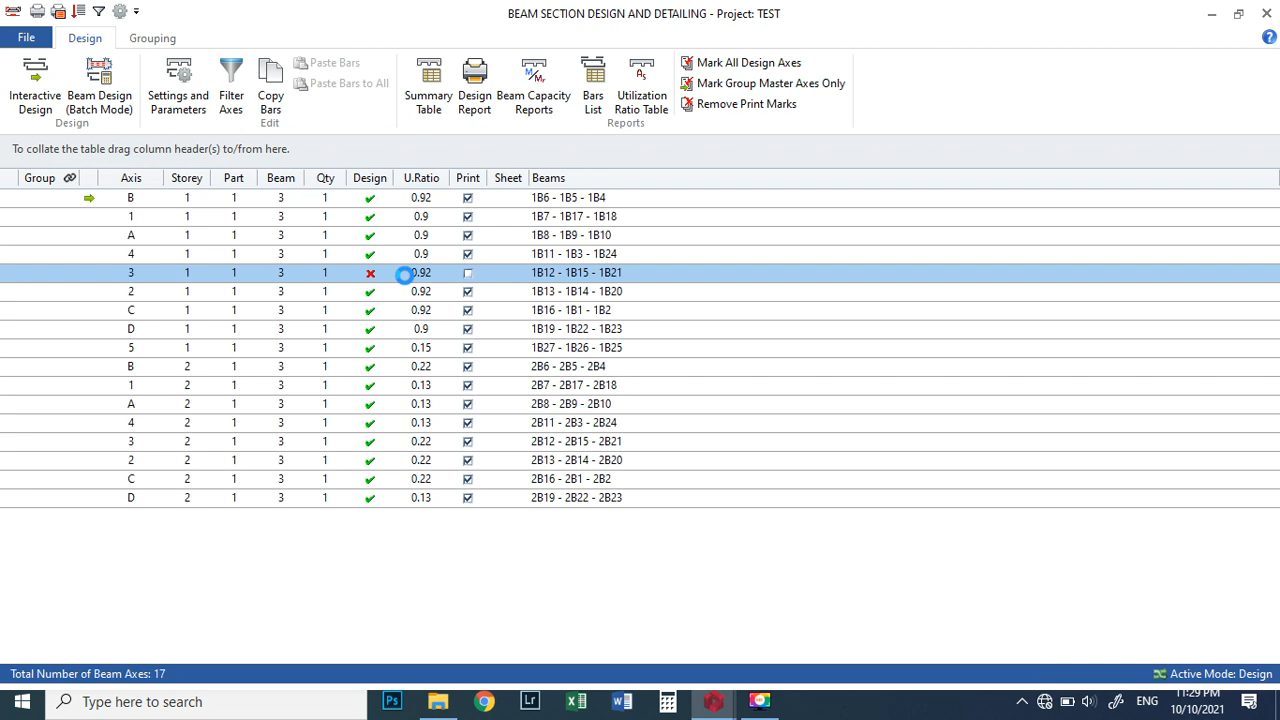 BEAM SECTION DESIGN AND DETAILING - Project: TEST
File Design Grouping
Interactive Design
Beam Design (Batch Mode)
Design
Settings and Parameters
Filter Axes
Copy Bars
Paste Bars
Paste Bars to All
Edit
Summary Table
Design Report
Beam Capacity Reports
Bars List
Utilization Ratio Table
Reports
Mark All Design Axes
Mark Group Master Axes Only
Remove Print Marks
To collate the table drag column header(s) to/from here.
Group Axis Storey Part Beam Qty Design U.Ratio Print Sheet Beams
B 1 1 3 1 0.92 1B6 - 1B5 - 1B4
1 1 1 3 1 0.9 1B7 - 1B17 - 1B18
A 1 1 3 1 0.9 1B8 - 1B9 - 1B10
4 1 1 3 1 0.9 1B11 - 1B3 - 1B24
3 1 1 3 1 0.92 1B12 - 1B15 - 1B21
2 1 1 3 1 0.92 1B13 - 1B14 - 1B20
C 1 1 3 1 0.92 1B16 - 1B1 - 1B2
D 1 1 3 1 0.9 1B19 - 1B22 - 1B23
5 1 1 3 1 0.15 1B27 - 1B26 - 1B25
B 2 1 3 1 0.22 2B6 - 2B5 - 2B4
1 2 1 3 1 0.13 2B7 - 2B17 - 2B18
A 2 1 3 1 0.13 2B8 - 2B9 - 2B10
4 2 1 3 1 0.13 2B11 - 2B3 - 2B24
3 2 1 3 1 0.22 2B12 - 2B15 - 2B21
2 2 1 3 1 0.22 2B13 - 2B14 - 2B20
C 2 1 3 1 0.22 2B16 - 2B1 - 2B2
D 2 1 3 1 0.13 2B19 - 2B22 - 2B23
Total Number of Beam Axes: 17 Active Mode: Design
Type here to search
Ps
Lr
ENG
11:29 PM
10/10/2021